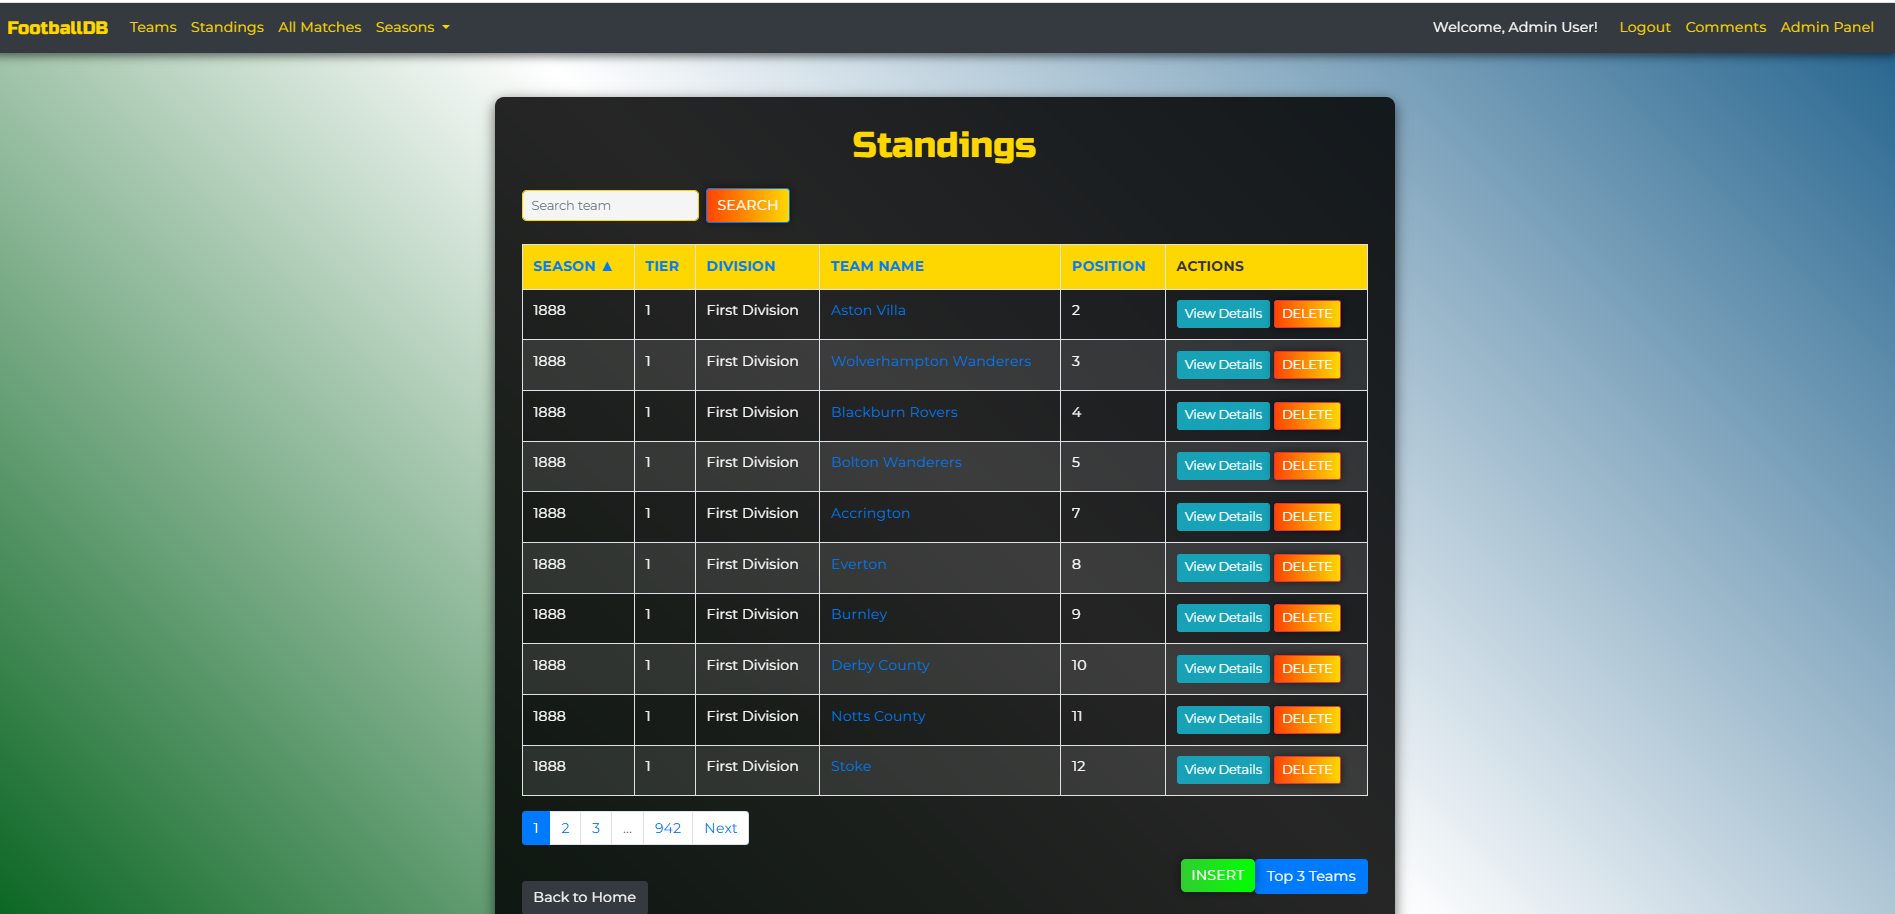 FootballDB Teams Standings All Matches Seasons Welcome, Admin User! Logout Comments Admin Panel
Standings
Search team SEARCH
SEASON ▲ TIER DIVISION TEAM NAME POSITION ACTIONS
1888 1 First Division Aston Villa 2 View Details DELETE
1888 1 First Division Wolverhampton Wanderers 3 View Details DELETE
1888 1 First Division Blackburn Rovers 4 View Details DELETE
1888 1 First Division Bolton Wanderers 5 View Details DELETE
1888 1 First Division Accrington 7 View Details DELETE
1888 1 First Division Everton 8 View Details DELETE
1888 1 First Division Burnley 9 View Details DELETE
1888 1 First Division Derby County 10 View Details DELETE
1888 1 First Division Notts County 11 View Details DELETE
1888 1 First Division Stoke 12 View Details DELETE
1 2 3 ... 942 Next
INSERT Top 3 Teams
Back to Home